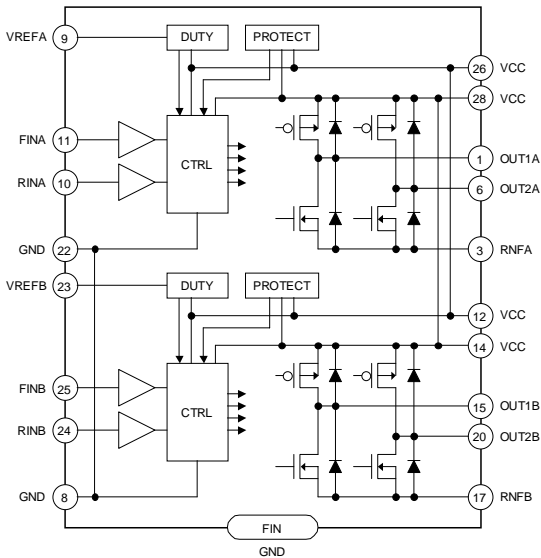 VREFA 9 DUTY PROTECT
26 VCC
28 VCC
FINA 11
CTRL
1 OUT1A
RINA 10
6 OUT2A
GND 22
3 RNFA
VREFB 23 DUTY PROTECT
12 VCC
14 VCC
FINB 25
CTRL
15 OUT1B
RINB 24
20 OUT2B
GND 8
17 RNFB
FIN
GND